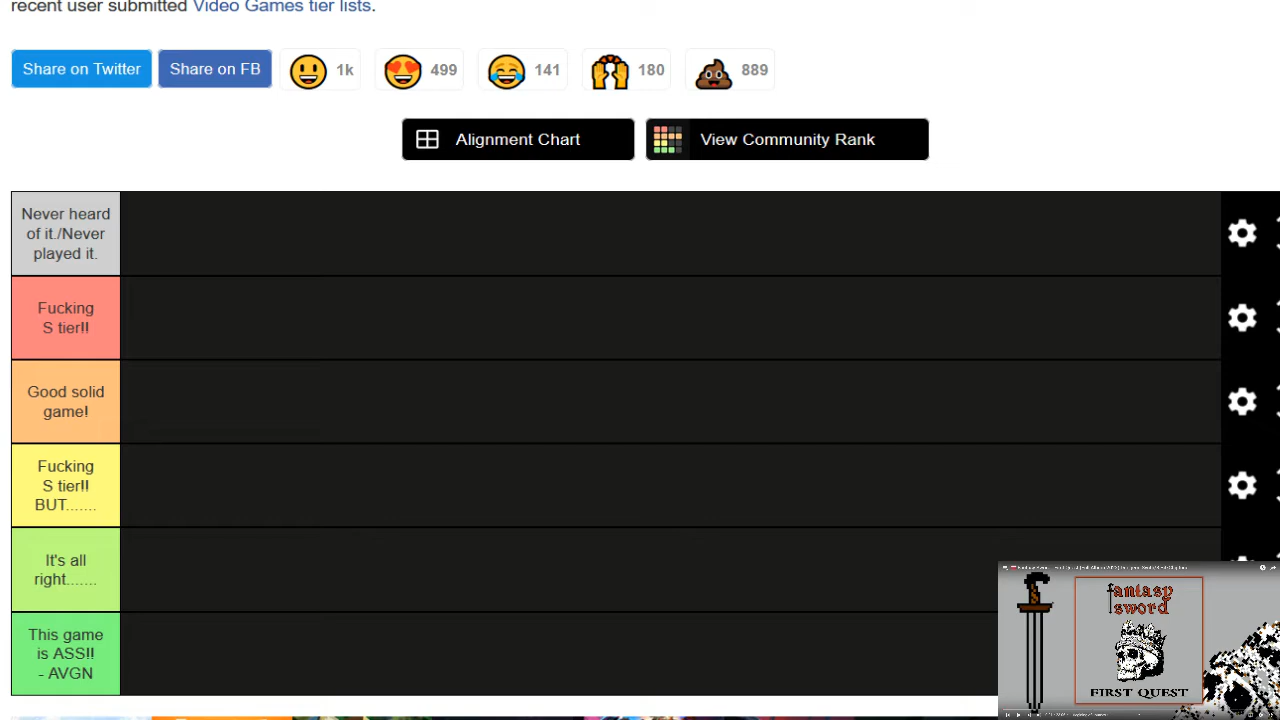 recent user submitted Video Games tier lists.
Share on Twitter
Share on FB
1k
499
141
180
889
Alignment Chart
View Community Rank
Never heard
of it./Never
played it.
Fucking
S tier!!
Good solid
game!
Fucking
S tier!!
BUT.......
It's all
right.......
This game
is ASS!!
- AVGN
fantasy
sword
FIRST QUEST